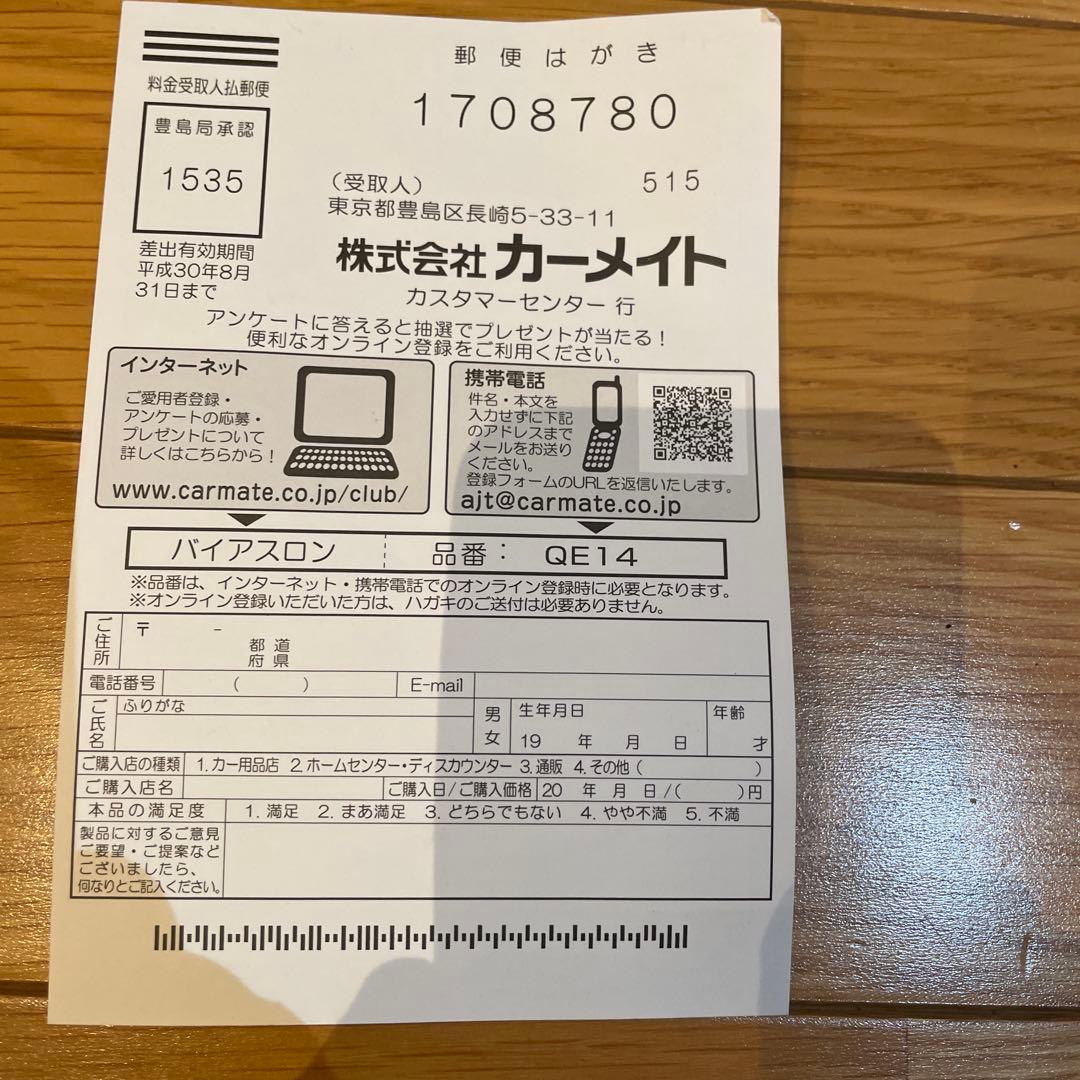 郵便はがき
料金受取人払郵便
1708780
豊島局承認
1535
515
(受取人)
東京都豊島区長崎5-33-11
差出有効期間
平成30年8月
31日まで
株式会社 カーメイト
カスタマーセンター 行
アンケートに答えると抽選でプレゼントが当たる!
便利なオンライン登録をご利用ください。
インターネット
ご愛用者登録・
アンケートの応募・
プレゼントについて
詳しくはこちらから!
www.carmate.co.jp/club/
携帯電話
件名・本文を
入力せずに下記
のアドレスまで
メールをお送り
ください。
登録フォームのURLを返信いたします。
ajt@carmate.co.jp
バイアスロン 品番: QE14
※品番は、インターネット・携帯電話でのオンライン登録時に必要となります。
※オンライン登録いただいた方は、ハガキのご送付は必要ありません。
ご住所
〒 -
都道
府県
電話番号 ( ) E-mail
ご氏名
ふりがな
男
女
生年月日
19 年 月 日
年齢
才
ご購入店の種類 1.カー用品店 2.ホームセンター・ディスカウンター 3.通販 4.その他( )
ご購入店名 ご購入日/ご購入価格 20 年 月 日/( )円
本品の満足度 1. 満足 2. まあ満足 3. どちらでもない 4. やや不満 5. 不満
製品に対するご意見
ご要望・ご提案など
ございましたら、
何なりとご記入ください。